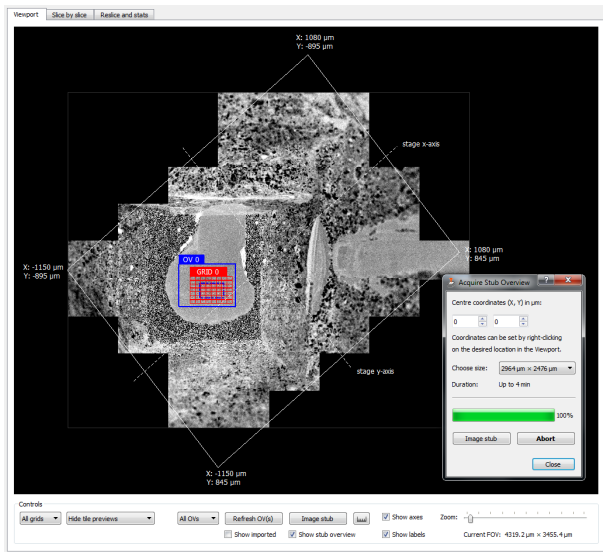 Viewport Slice by slice Reslice and stats
X: 1080 µm
Y: -895 µm
stage x-axis
X: -1150 µm
Y: -895 µm
X: 1080 µm
Y: 845 µm
OV 0
GRID 0
stage y-axis
X: -1150 µm
Y: 845 µm
Acquire Stub Overview
Centre coordinates (X, Y) in µm:
0 0
Coordinates can be set by right-clicking
on the desired location in the Viewport.
Choose size: 2964 µm × 2476 µm
Duration: Up to 4 min
100%
Image stub Abort
Close
Controls
All grids Hide tile previews All OVs Refresh OV(s) Image stub Show axes Zoom:
Show imported Show stub overview Show labels Current FOV: 4319.2 µm × 3455.4 µm